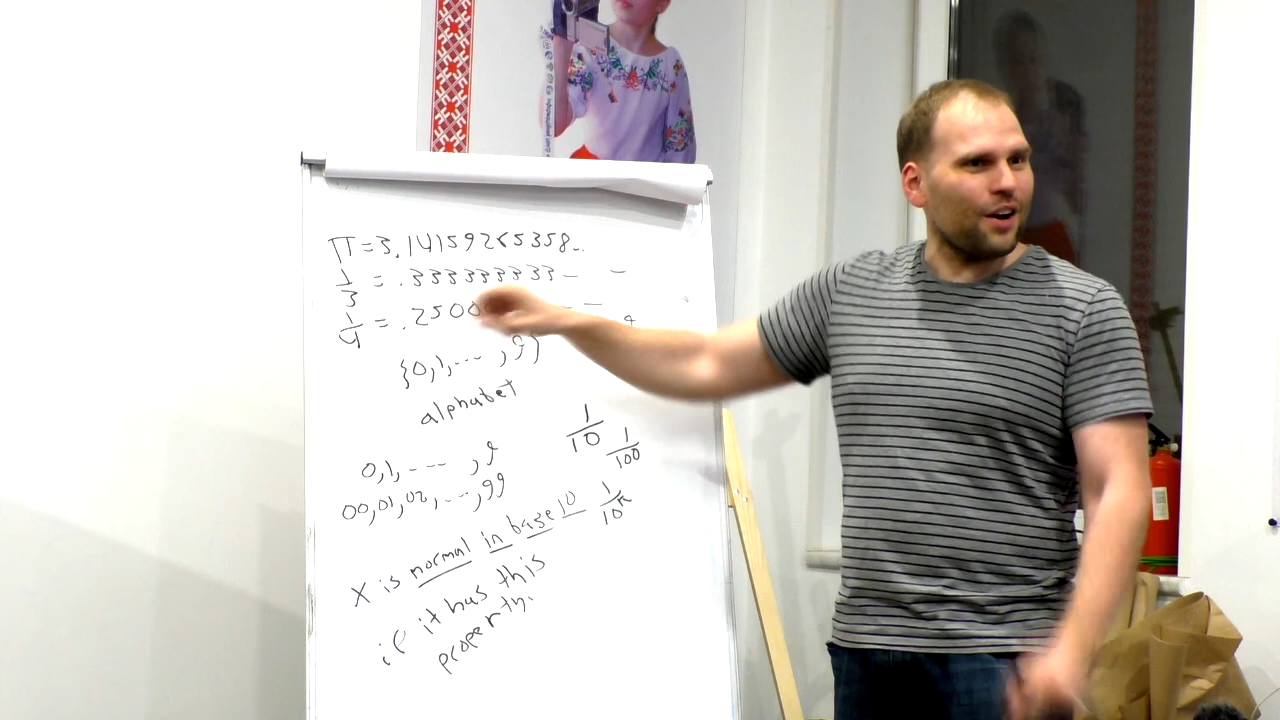 π=3.14159265358..
1/3 = .333333333– –
1/4 = .2500 – –
{0,1,...,9}
alphabet
1/10
1/100
0,1,....,9
00,01,02,...,99
1/10ⁿ
X is normal in base 10
if it has this
property.